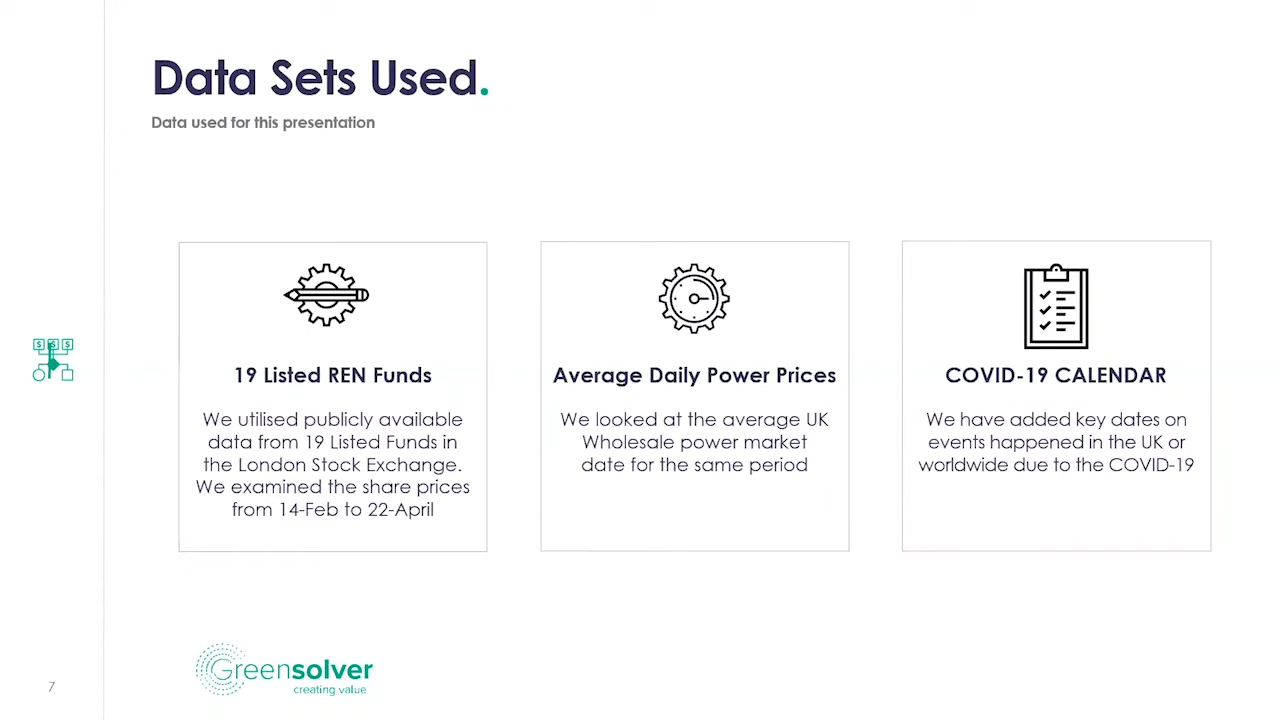 Data Sets Used.
Data used for this presentation
$ $ $
19 Listed REN Funds
We utilised publicly available
data from 19 Listed Funds in
the London Stock Exchange.
We examined the share prices
from 14-Feb to 22-April
Average Daily Power Prices
We looked at the average UK
Wholesale power market
date for the same period
COVID-19 CALENDAR
We have added key dates on
events happened in the UK or
worldwide due to the COVID-19
Greensolver
creating value
7